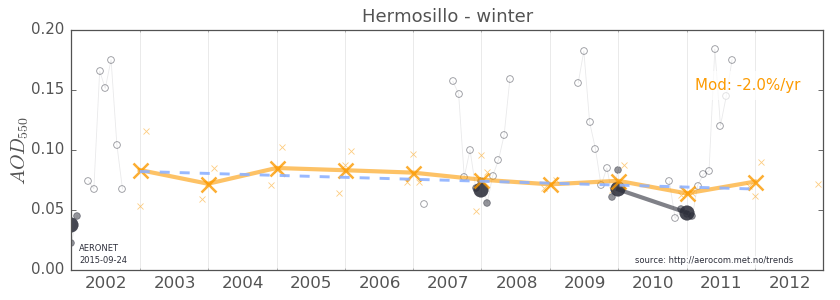 Hermosillo - winter
0.20
0.15
0.10
0.05
0.00
AOD550
Mod: -2.0%/yr
AERONET
2015-09-24
source: http://aerocom.met.no/trends
2002 2003 2004 2005 2006 2007 2008 2009 2010 2011 2012